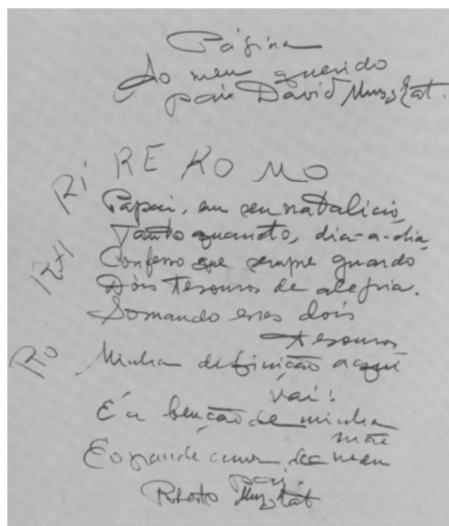 Página
Ao meu querido
pai David Muszkat.
RÍ RE KO MO
Papai, em seu natalício,
Tanto quanto, dia-a-dia,
Confesso que sempre guardo
Dois tesouros de alegria.
Somando esses dois
tesouros
Ro Minha definição aqui
vai:
É a benção de minha
mãe
E o grande amor de meu
pai
Roberto Muszkat